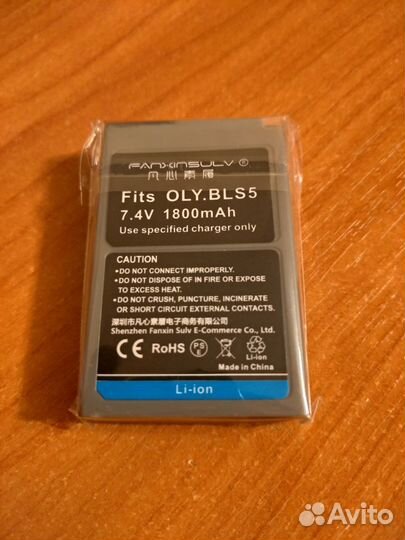 FANXINSULV ®
凡心素履
Fits OLY.BLS5
7.4V 1800mAh
Use specified charger only
CAUTION:
•DO NOT CONNECT IMPROPERLY.
•DO NOT DISPOSE OF IN FIRE OR EXPOSE
TO EXCESS HEAT.
•DO NOT CRUSH, PUNCTURE, INCINERATE
OR SHORT CIRCUIT EXTERNAL CONTACTS
深圳市凡心素履电子商务有限公司
Shenzhen Fanxin Sulv E-Commerce Co., Ltd.
CE RoHS PS E Li-ion
Made in China
Li-ion
Avito